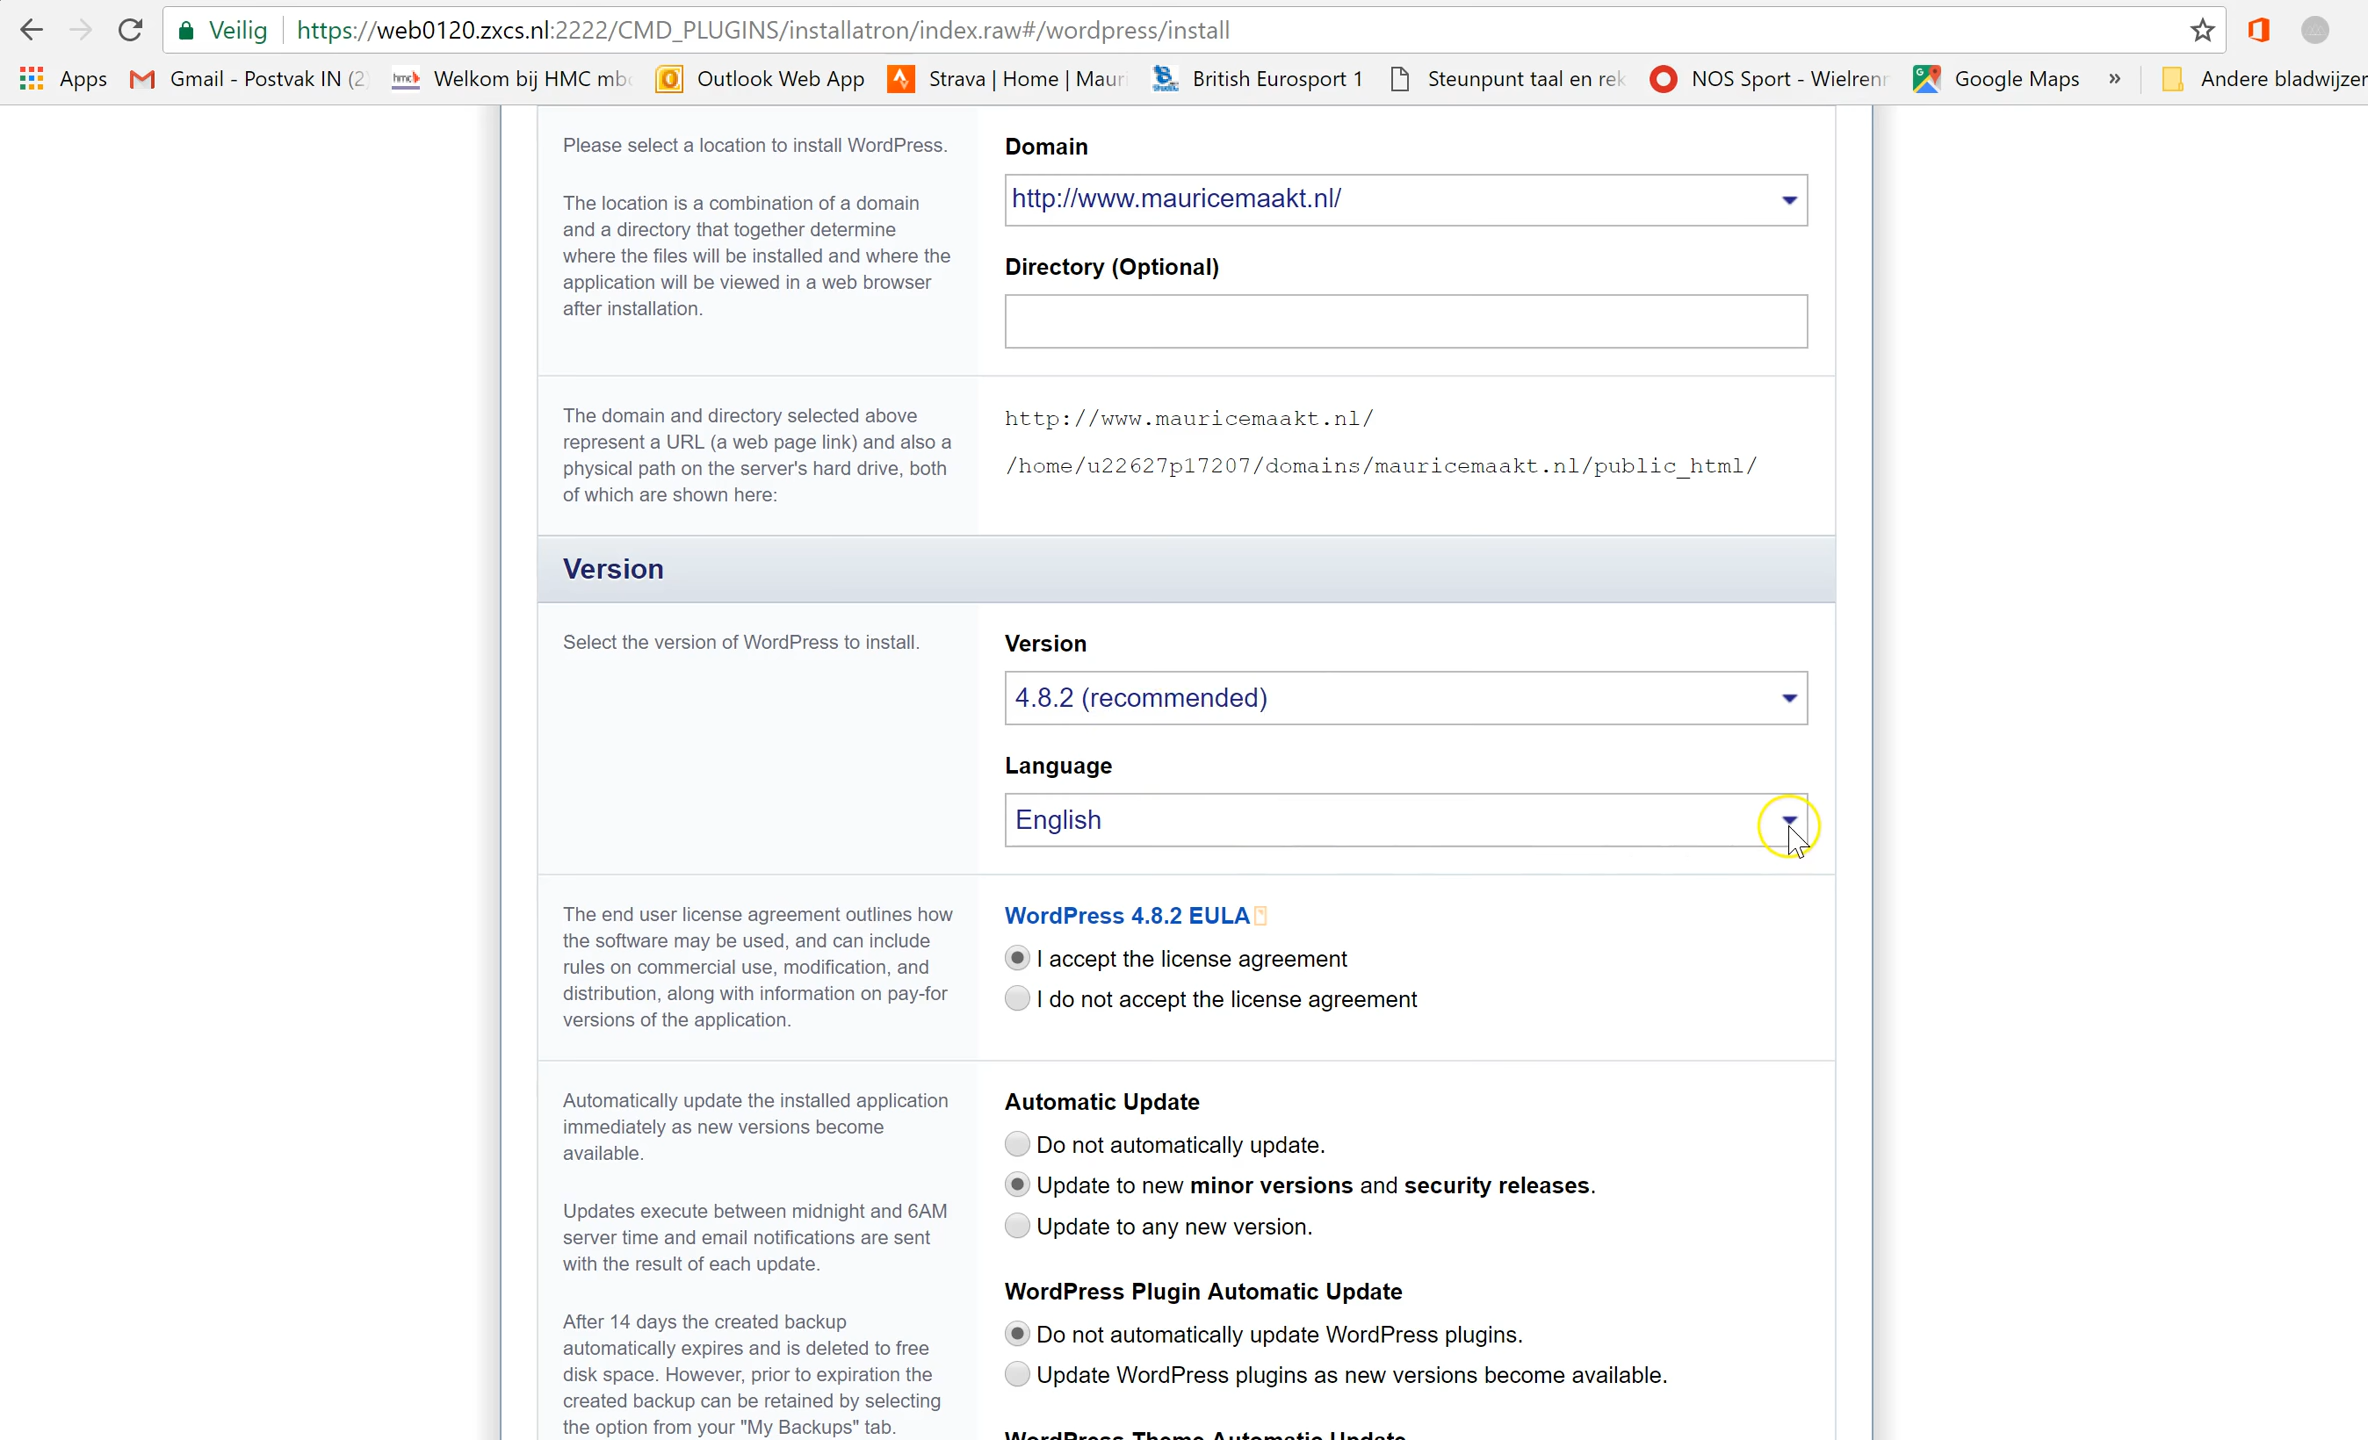 Veilig https://web0120.zxcs.nl:2222/CMD_PLUGINS/installatron/index.raw#/wordpress/install
Apps Gmail - Postvak IN (2 hmc Welkom bij HMC mb Outlook Web App Strava | Home | Mauri British Eurosport 1 Steunpunt taal en rek NOS Sport - Wielren Google Maps » Andere bladwijzer
Please select a location to install WordPress.
The location is a combination of a domain
and a directory that together determine
where the files will be installed and where the
application will be viewed in a web browser
after installation.
Domain
http://www.mauricemaakt.nl/
Directory (Optional)
The domain and directory selected above
represent a URL (a web page link) and also a
physical path on the server's hard drive, both
of which are shown here:
http://www.mauricemaakt.nl/
/home/u22627p17207/domains/mauricemaakt.nl/public_html/
Version
Select the version of WordPress to install.
Version
4.8.2 (recommended)
Language
English
The end user license agreement outlines how
the software may be used, and can include
rules on commercial use, modification, and
distribution, along with information on pay-for
versions of the application.
WordPress 4.8.2 EULA
I accept the license agreement
I do not accept the license agreement
Automatically update the installed application
immediately as new versions become
available.
Updates execute between midnight and 6AM
server time and email notifications are sent
with the result of each update.
After 14 days the created backup
automatically expires and is deleted to free
disk space. However, prior to expiration the
created backup can be retained by selecting
the option from your "My Backups" tab.
Automatic Update
Do not automatically update.
Update to new minor versions and security releases.
Update to any new version.
WordPress Plugin Automatic Update
Do not automatically update WordPress plugins.
Update WordPress plugins as new versions become available.
WordPress Theme Automatic Update